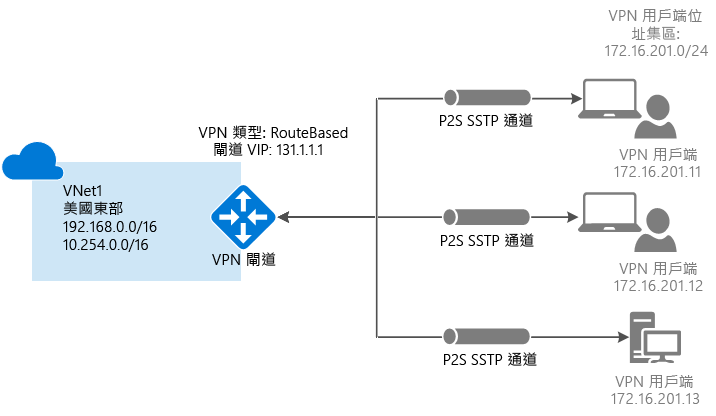 VPN 用戶端位
址集區:
172.16.201.0/24
P2S SSTP 通道
VPN 用戶端
172.16.201.11
VPN 類型: RouteBased
閘道 VIP: 131.1.1.1
VNet1
美國東部
192.168.0.0/16
10.254.0.0/16
VPN 閘道
P2S SSTP 通道
VPN 用戶端
172.16.201.12
P2S SSTP 通道
VPN 用戶端
172.16.201.13